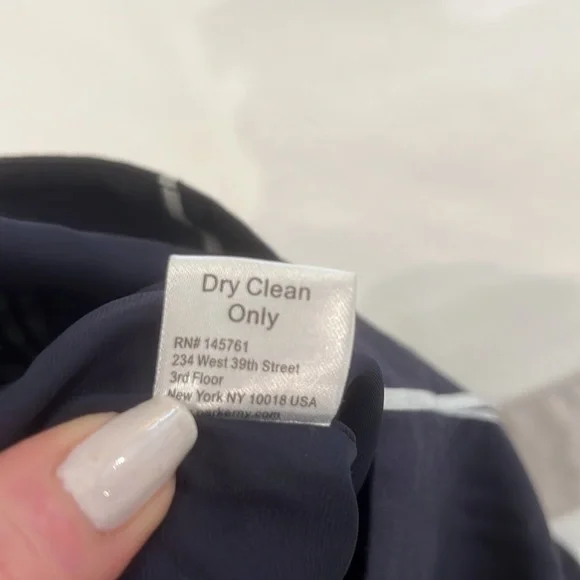 Dry Clean
Only
RN# 145761
234 West 39th Street
3rd Floor
New York NY 10018 USA